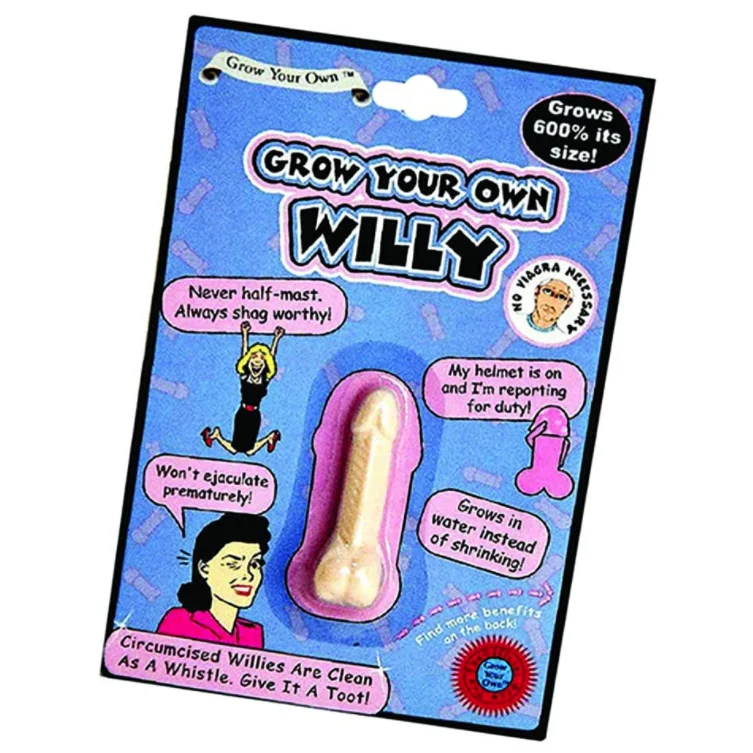 Grow Your Own ™
Grows
600% its
size!
GROW YOUR OWN
WILLY
NO VIAGRA NECESSARY
Never half-mast.
Always shag worthy!
My helmet is on
and I'm reporting
for duty!
Won't ejaculate
prematurely!
Grows in
water instead
of shrinking!
Find more benefits
on the back!
Circumcised Willies Are Clean
As A Whistle. Give It A Toot!
Grow
Your
Own